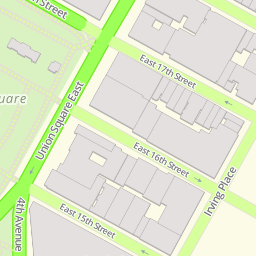 Street
East 17th Street
quare
Union Square East
East 16th Street
Irving Place
East 15th Street
4th Avenue